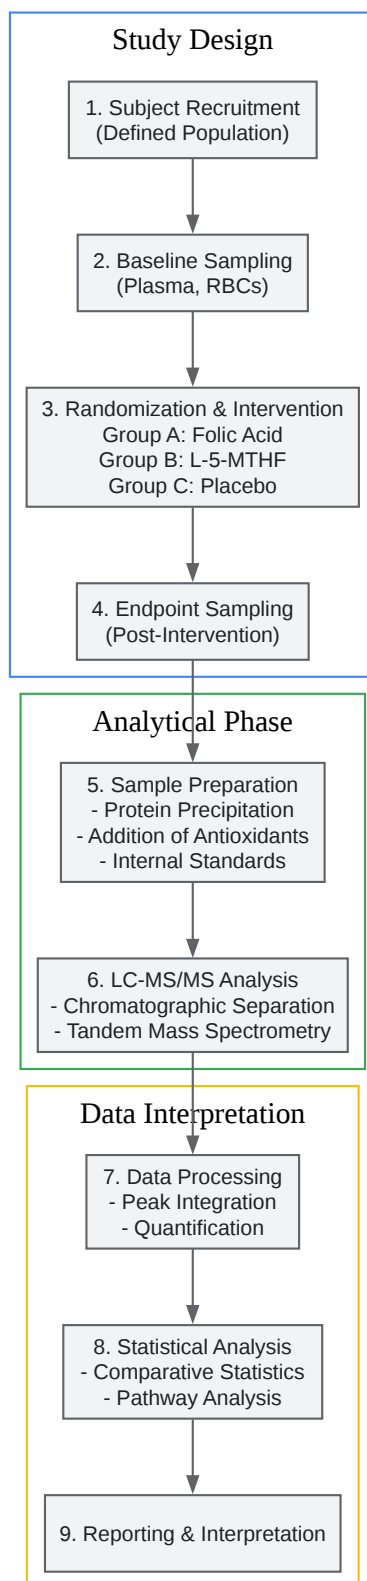 Study Design
1. Subject Recruitment
(Defined Population)
2. Baseline Sampling
(Plasma, RBCs)
3. Randomization & Intervention
Group A: Folic Acid
Group B: L-5-MTHF
Group C: Placebo
4. Endpoint Sampling
(Post-Intervention)
Analytical Phase
5. Sample Preparation
- Protein Precipitation
- Addition of Antioxidants
- Internal Standards
6. LC-MS/MS Analysis
- Chromatographic Separation
- Tandem Mass Spectrometry
Data Interpretation
7. Data Processing
- Peak Integration
- Quantification
8. Statistical Analysis
- Comparative Statistics
- Pathway Analysis
9. Reporting & Interpretation